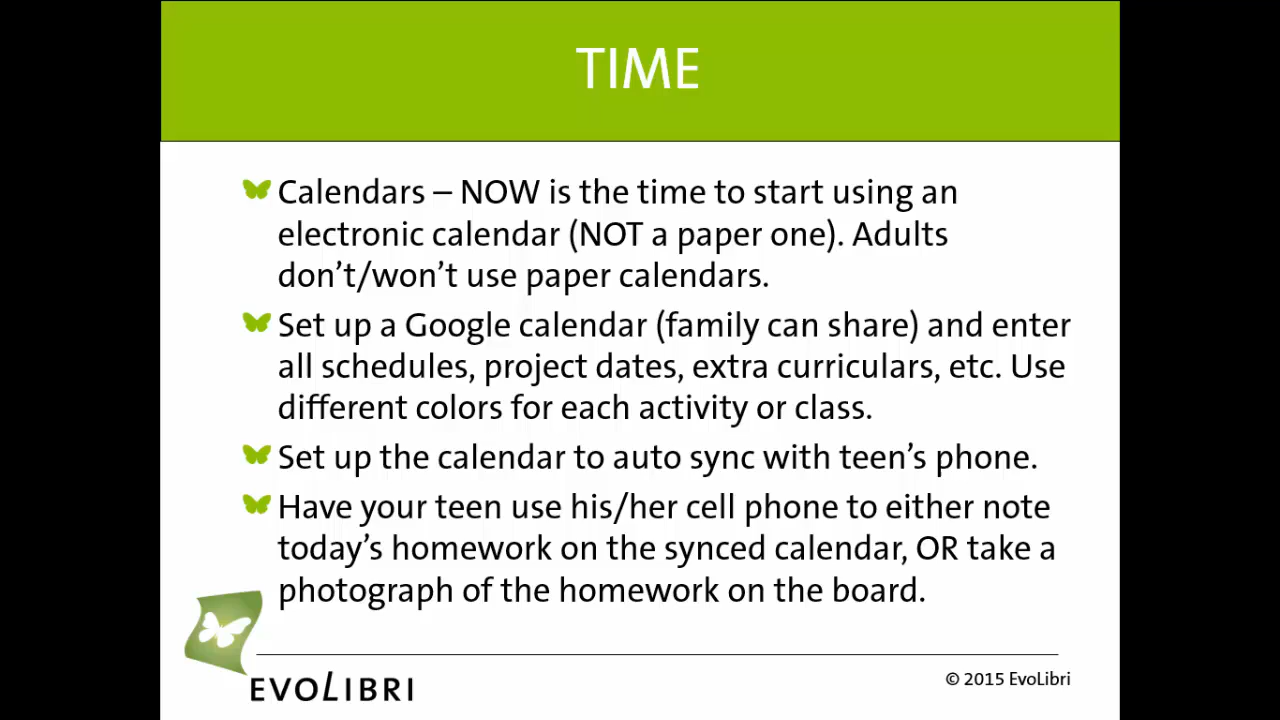 TIME
Calendars – NOW is the time to start using an
electronic calendar (NOT a paper one). Adults
don’t/won’t use paper calendars.
Set up a Google calendar (family can share) and enter
all schedules, project dates, extra curriculars, etc. Use
different colors for each activity or class.
Set up the calendar to auto sync with teen’s phone.
Have your teen use his/her cell phone to either note
today’s homework on the synced calendar, OR take a
photograph of the homework on the board.
EVOLIBRI
© 2015 EvoLibri